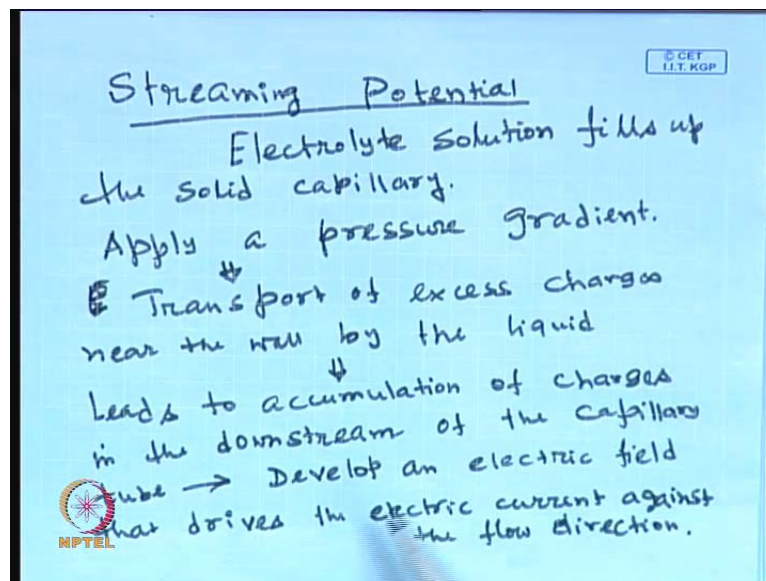 © CET
I.I.T. KGP
Streaming Potential
Electrolyte solution fills up
the solid capillary.
Apply a pressure gradient.
⇓
Transport of excess charges
near the wall by the liquid
⇓
Leads to accumulation of charges
in the downstream of the capillary
tube → Develop an electric field
that drives the electric current against
the flow direction.
NPTEL